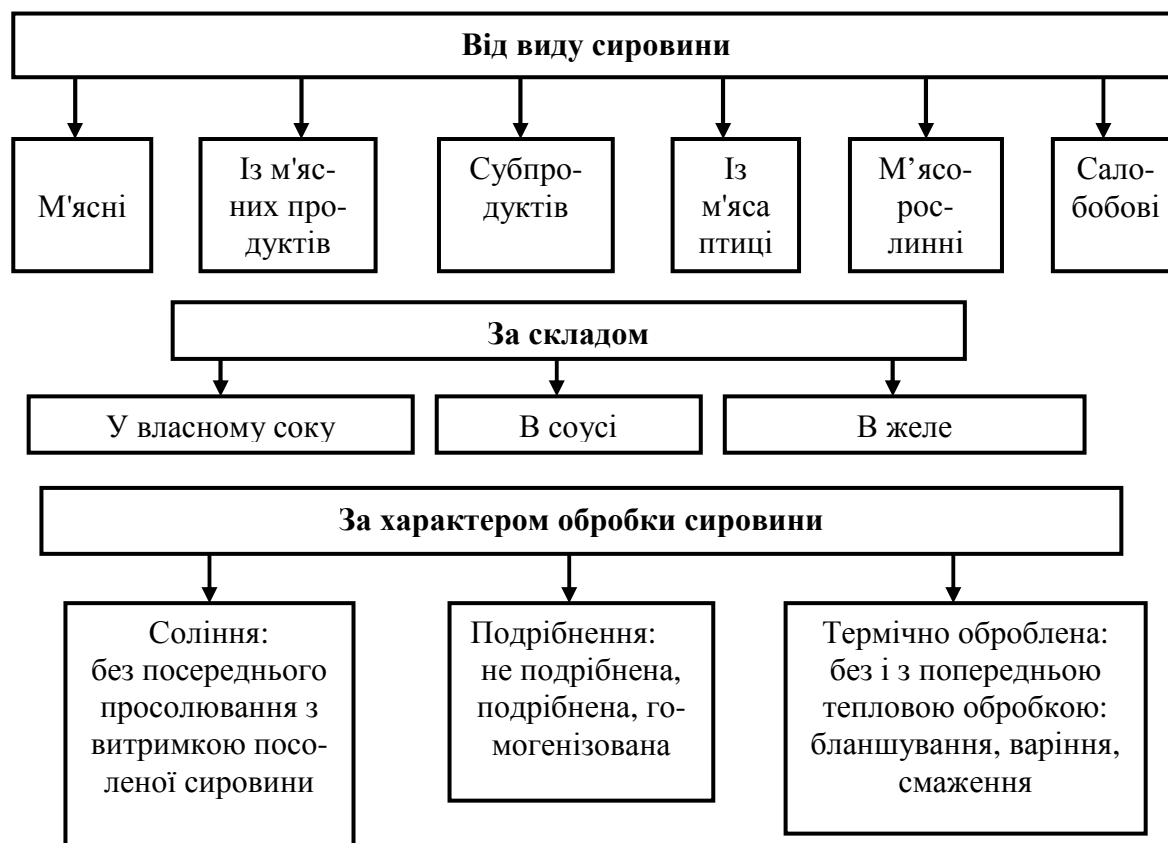 Від виду сировини
М'ясні
Із м'яс-
них про-
дуктів
Субпро-
дуктів
Із
м'яса
птиці
М’ясо-
рос-
линні
Сало-
бобові
За складом
У власному соку
В соусі
В желе
За характером обробки сировини
Соління:
без посереднього
просолювання з
витримкою посо-
леної сировини
Подрібнення:
не подрібнена,
подрібнена, го-
могенізована
Термічно оброблена:
без і з попередньою
тепловою обробкою:
бланшування, варіння,
смаження